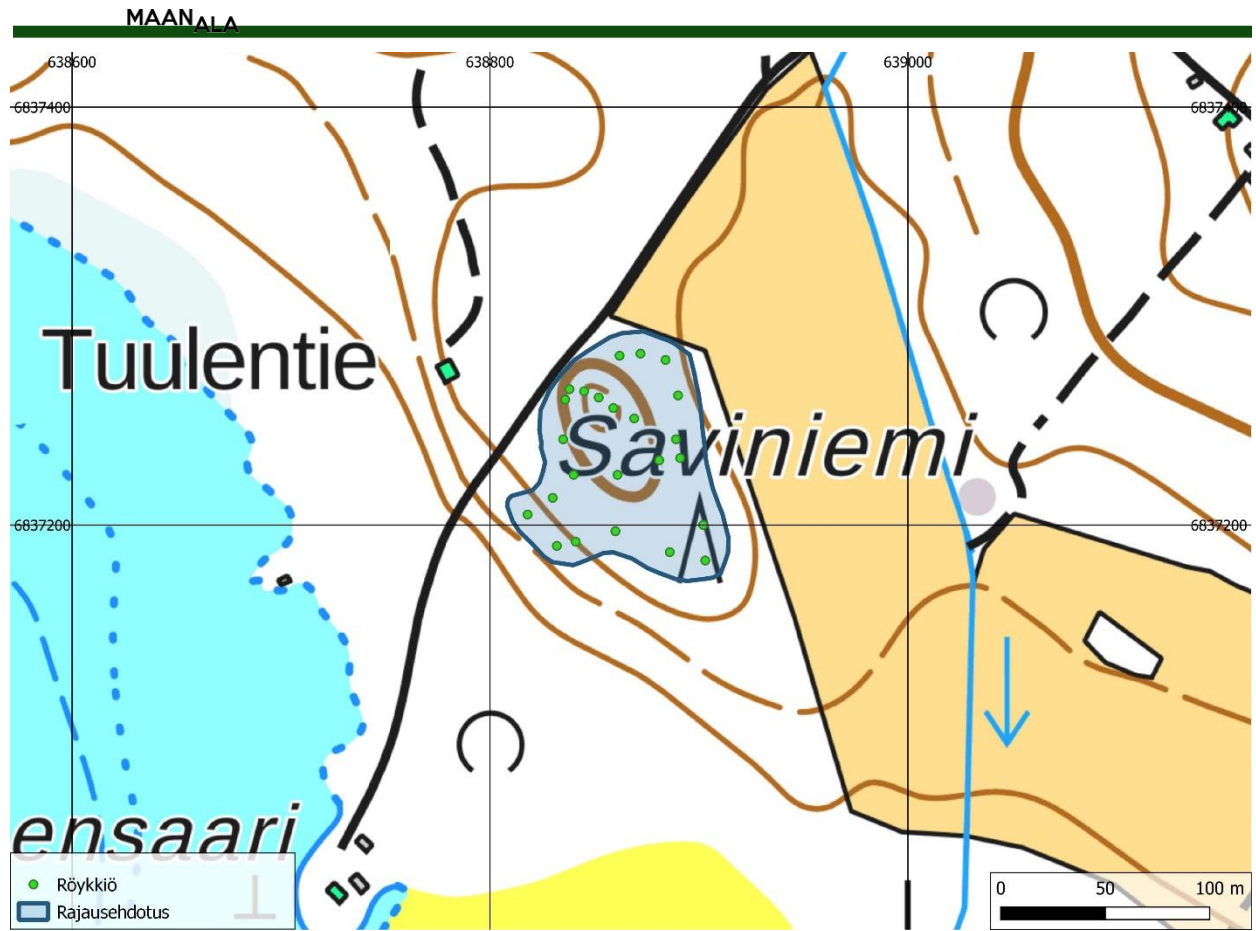 MAANALA
638600
638800
639000
6837400
6837400
Tuulentie
Saviniemi
6837200
6837200
ensaari
Röykkiö
Rajausehdotus
0 50 100 m